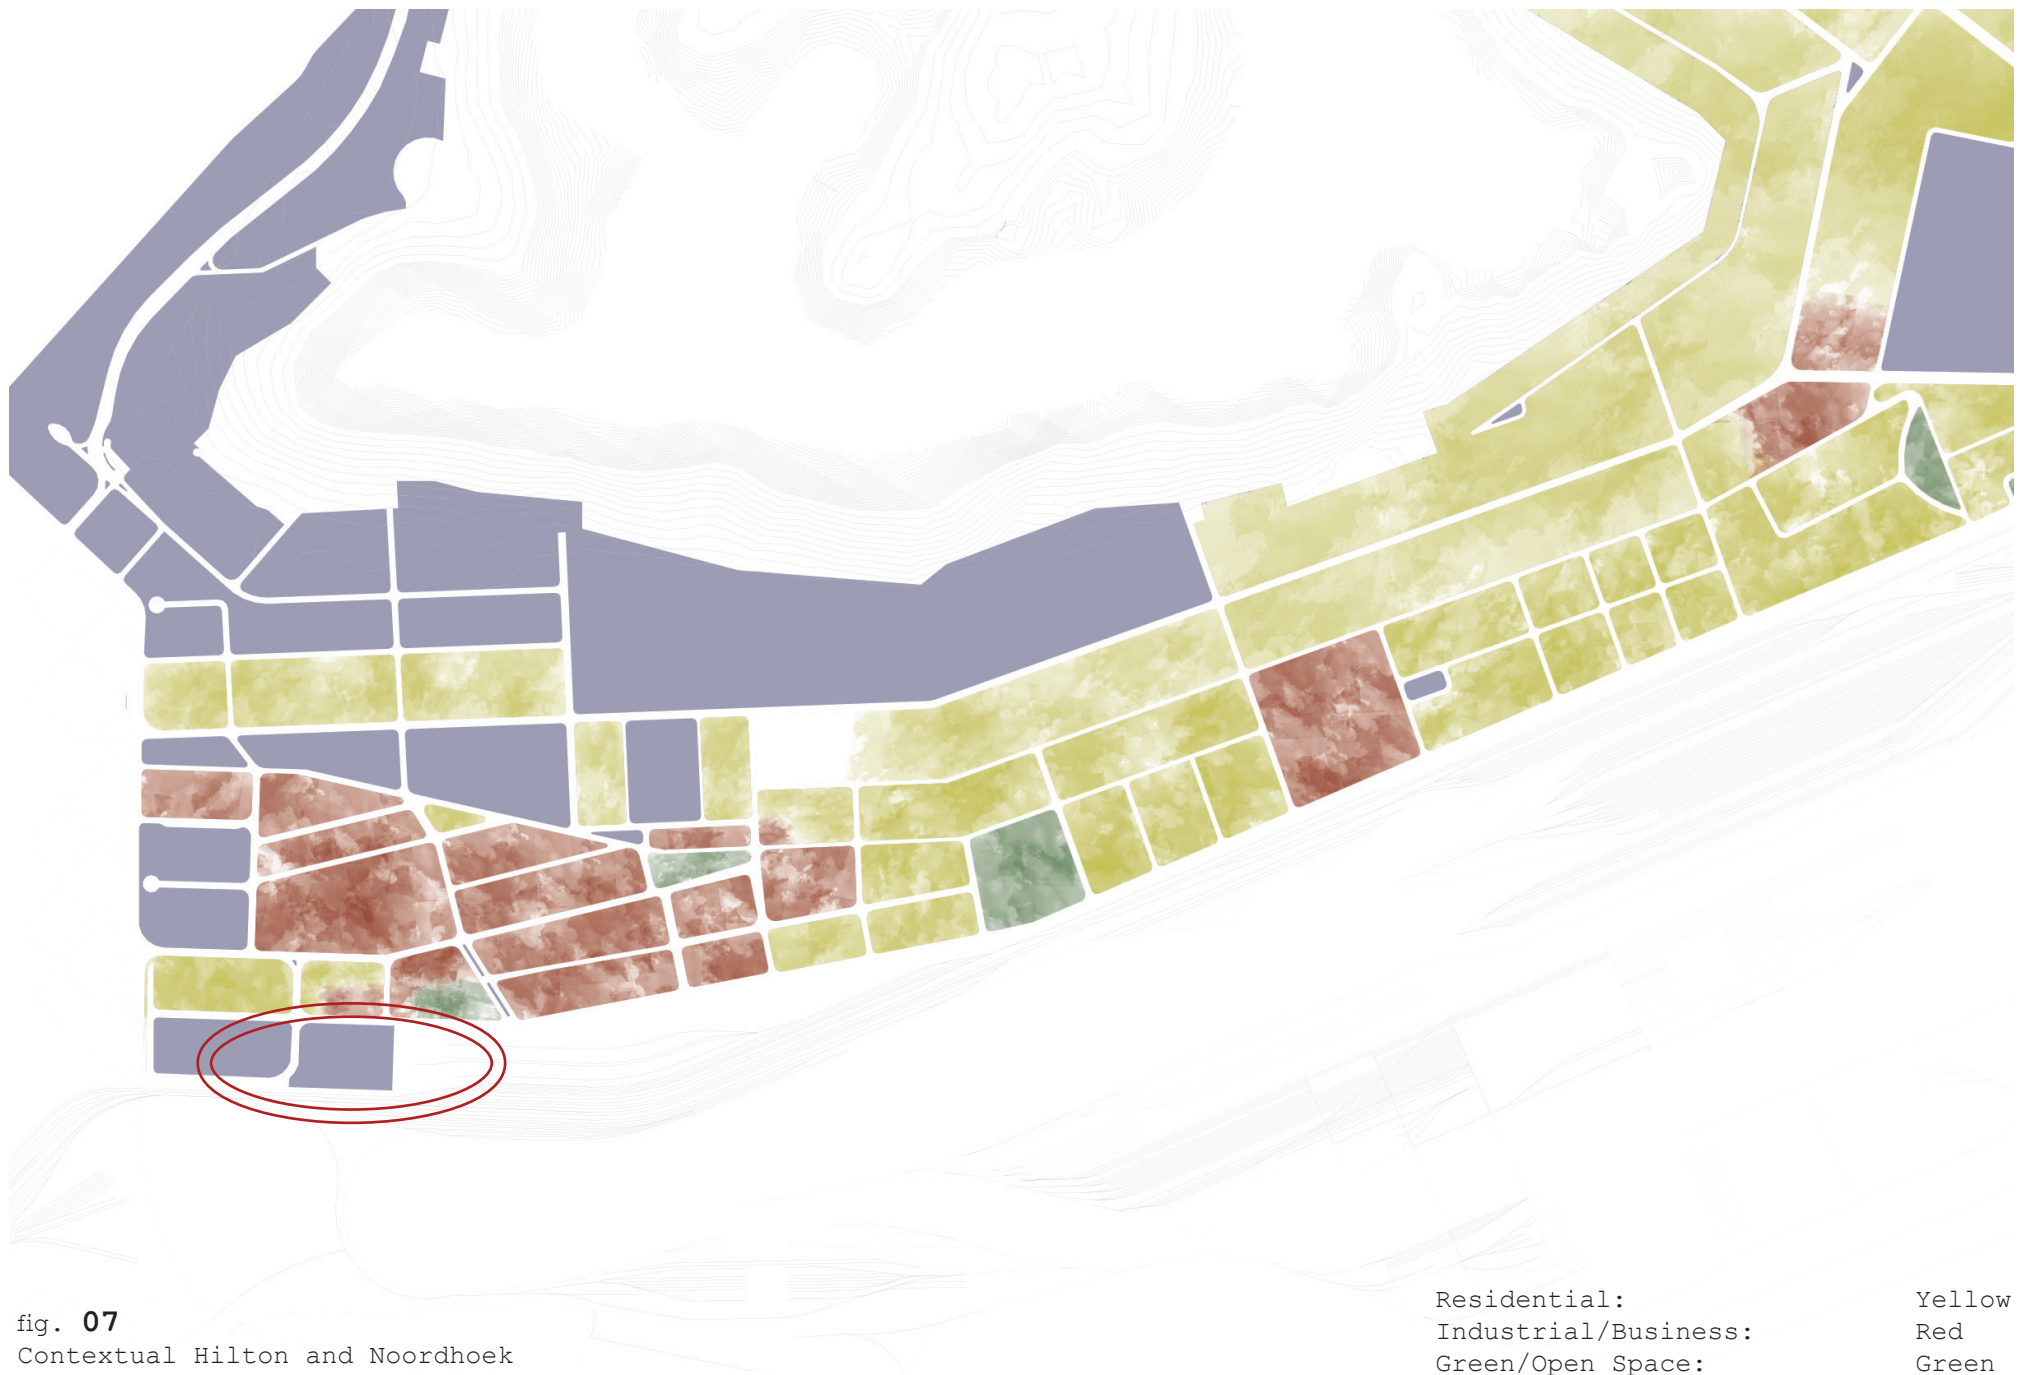 fig. 07
Contextual Hilton and Noordhoek
Residential: Yellow
Industrial/Business: Red
Green/Open Space: Green